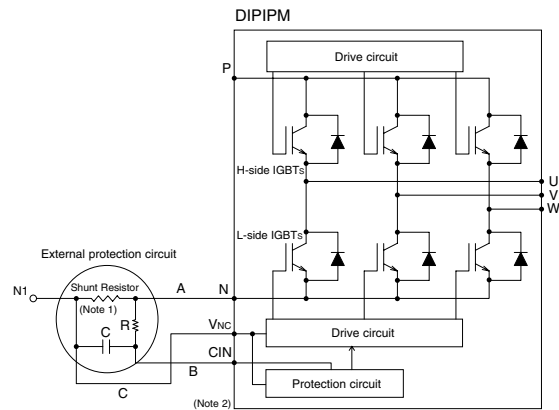 DIPIPM
Drive circuit
P
H-side IGBTs
U
V
W
L-side IGBTs
External protection circuit
N1
Shunt Resistor
(Note 1)
A
N
R
C
VNC
Drive circuit
CIN
B
C
Protection circuit
(Note 2)